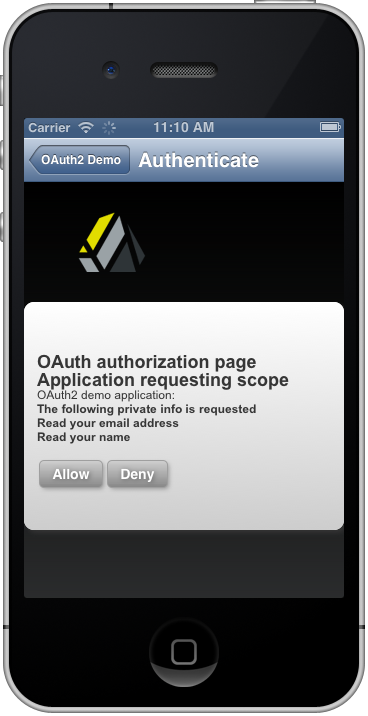 Carrier 11:10 AM
OAuth2 Demo Authenticate
OAuth authorization page
Application requesting scope
OAuth2 demo application:
The following private info is requested
Read your email address
Read your name
Allow Deny